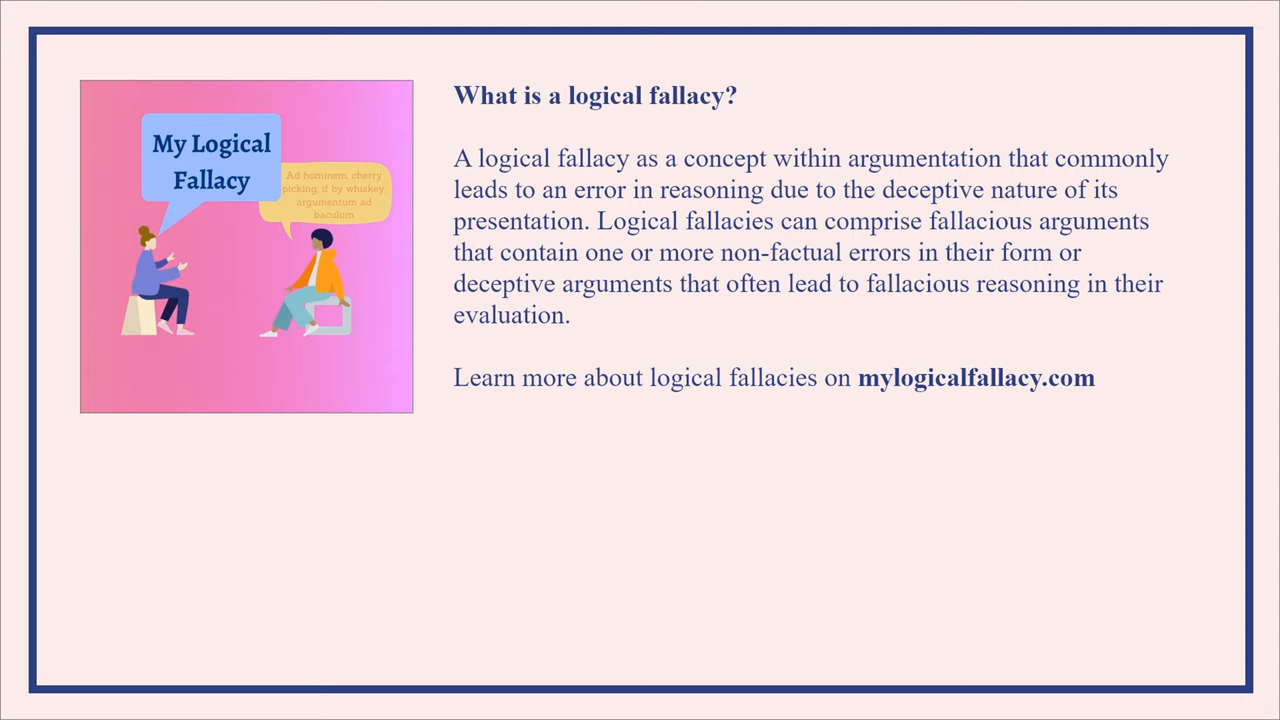 My Logical
Fallacy
Ad hominem, cherry
picking, if by whiskey,
argumentum ad
baculum
What is a logical fallacy?
A logical fallacy as a concept within argumentation that commonly
leads to an error in reasoning due to the deceptive nature of its
presentation. Logical fallacies can comprise fallacious arguments
that contain one or more non-factual errors in their form or
deceptive arguments that often lead to fallacious reasoning in their
evaluation.
Learn more about logical fallacies on mylogicalfallacy.com